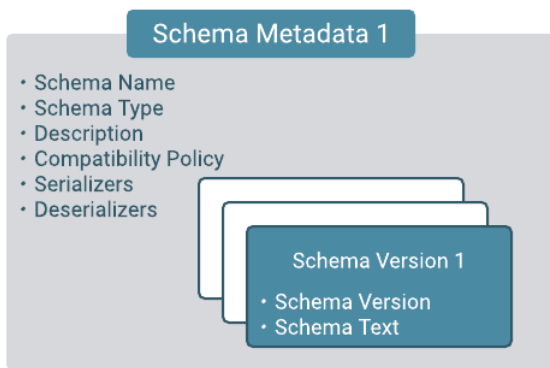 Schema Metadata 1
• Schema Name
• Schema Type
• Description
• Compatibility Policy
• Serializers
• Deserializers
Schema Version 1
• Schema Version
• Schema Text